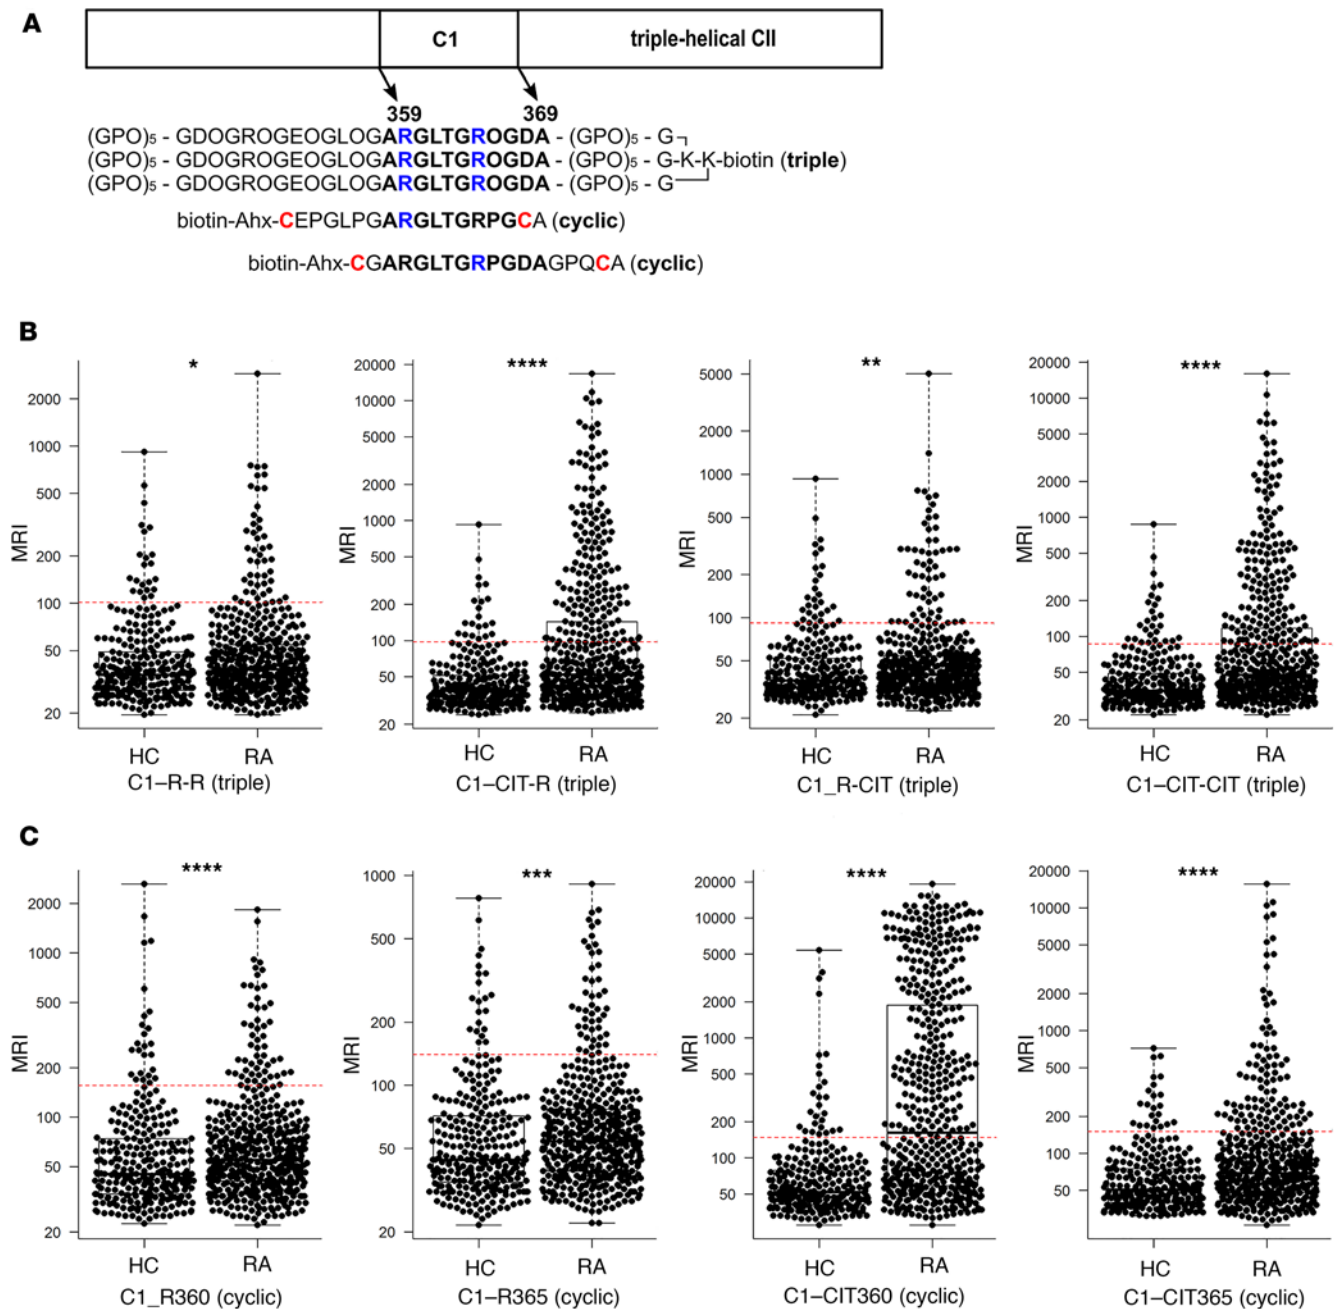 A
C1
triple-helical CII
359 369
(GPO)5 - GDOGROGEOGLOGARGLTGROGDA - (GPO)5 - G
(GPO)5 - GDOGROGEOGLOGARGLTGROGDA - (GPO)5 - G-K-K-biotin (triple)
(GPO)5 - GDOGROGEOGLOGARGLTGROGDA - (GPO)5 - G
biotin-Ahx-CEPGLPGARGLTGRPGCA (cyclic)
biotin-Ahx-CGARGLTGRPGDAGPQCA (cyclic)
B
MRI
2000
1000
500
200
100
50
20
*
HC RA
C1–R-R (triple)
MRI
20000
10000
5000
2000
1000
500
200
100
50
20
****
HC RA
C1–CIT-R (triple)
MRI
5000
2000
1000
500
200
100
50
20
**
HC RA
C1_R-CIT (triple)
MRI
20000
10000
5000
2000
1000
500
200
100
50
20
****
HC RA
C1–CIT-CIT (triple)
C
MRI
2000
1000
500
200
100
50
20
****
HC RA
C1_R360 (cyclic)
MRI
1000
500
200
100
50
20
***
HC RA
C1–R365 (cyclic)
MRI
20000
10000
5000
2000
1000
500
200
100
50
****
HC RA
C1–CIT360 (cyclic)
MRI
20000
10000
5000
2000
1000
500
200
100
50
****
HC RA
C1–CIT365 (cyclic)